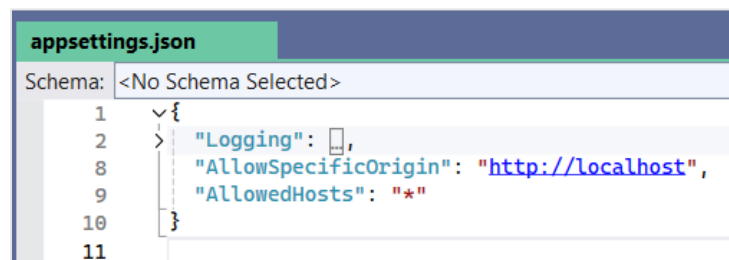 appsettings.json
Schema: <No Schema Selected>
1 {
2 "Logging": ...,
8 "AllowSpecificOrigin": "http://localhost",
9 "AllowedHosts": "*"
10 }
11